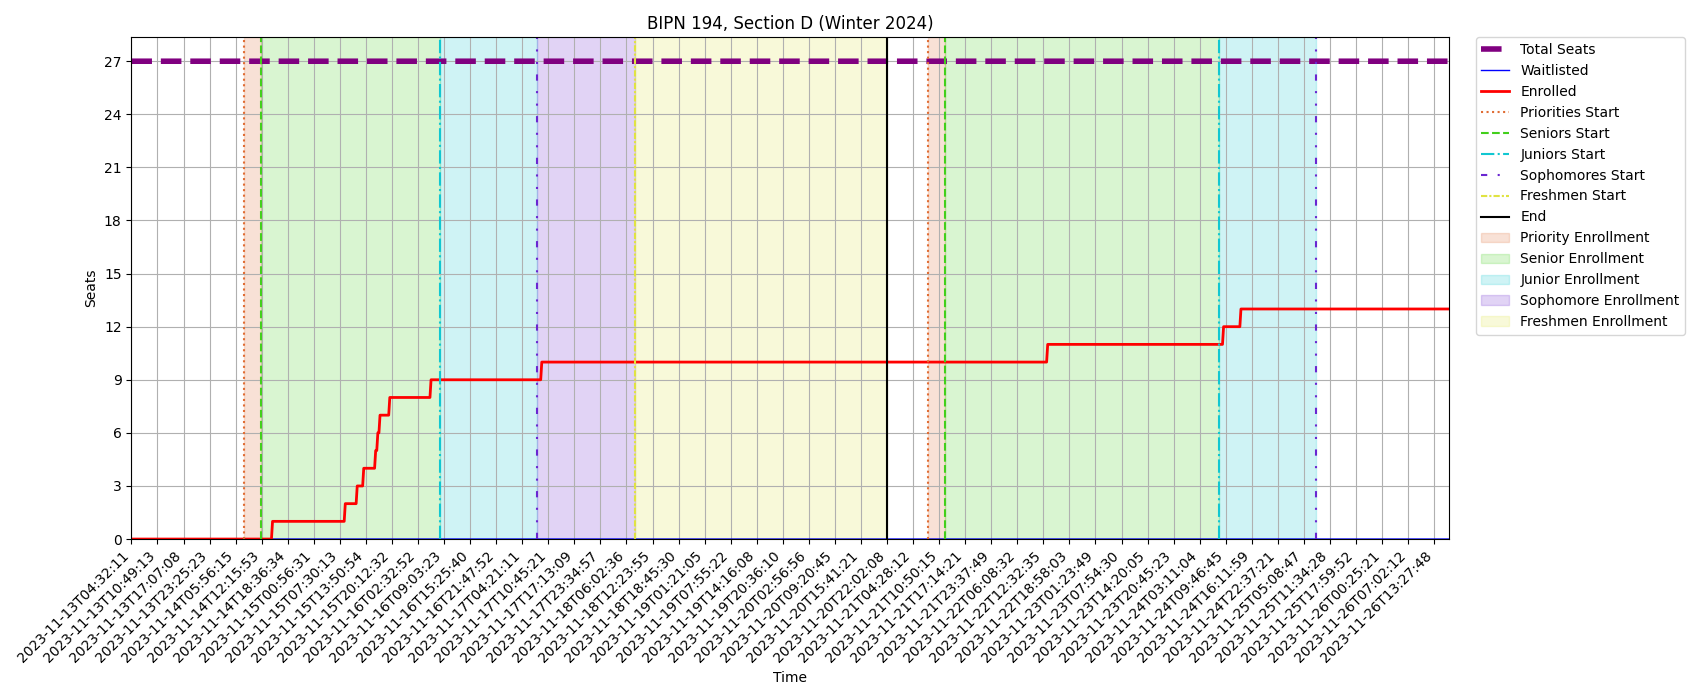 BIPN 194, Section D (Winter 2024)
Seats
27
24
21
18
15
12
9
6
3
0
2023-11-13T04:32:11
2023-11-13T10:49:13
2023-11-13T17:07:08
2023-11-13T23:25:23
2023-11-14T05:56:15
2023-11-14T12:15:53
2023-11-14T18:36:34
2023-11-15T00:56:31
2023-11-15T07:30:13
2023-11-15T13:50:54
2023-11-15T20:12:32
2023-11-16T02:32:52
2023-11-16T09:03:23
2023-11-16T15:25:40
2023-11-16T21:47:52
2023-11-17T04:21:11
2023-11-17T10:45:21
2023-11-17T17:13:09
2023-11-17T23:34:57
2023-11-18T06:02:36
2023-11-18T12:23:55
2023-11-18T18:45:30
2023-11-19T01:21:05
2023-11-19T07:55:22
2023-11-19T14:16:08
2023-11-19T20:36:10
2023-11-20T02:56:56
2023-11-20T09:20:45
2023-11-20T15:41:21
2023-11-20T22:02:08
2023-11-21T04:28:12
2023-11-21T10:50:15
2023-11-21T17:14:21
2023-11-21T23:37:49
2023-11-22T06:08:32
2023-11-22T12:32:35
2023-11-22T18:58:03
2023-11-23T01:23:49
2023-11-23T07:54:30
2023-11-23T14:20:05
2023-11-23T20:45:23
2023-11-24T03:11:04
2023-11-24T09:46:45
2023-11-24T16:11:59
2023-11-24T22:37:21
2023-11-25T05:08:47
2023-11-25T11:34:28
2023-11-25T17:59:52
2023-11-26T00:25:21
2023-11-26T07:02:12
2023-11-26T13:27:48
Time
Total Seats
Waitlisted
Enrolled
Priorities Start
Seniors Start
Juniors Start
Sophomores Start
Freshmen Start
End
Priority Enrollment
Senior Enrollment
Junior Enrollment
Sophomore Enrollment
Freshmen Enrollment